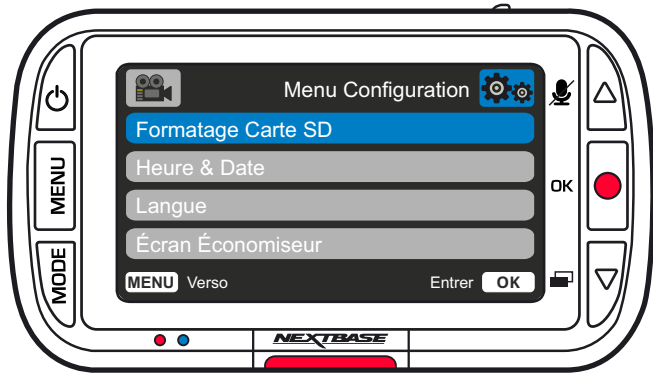 Menu Configuration
Formatage Carte SD
Heure & Date
Langue
Écran Économiseur
MENU Verso Entrer OK
MENU
MODE
OK
NEXTBASE